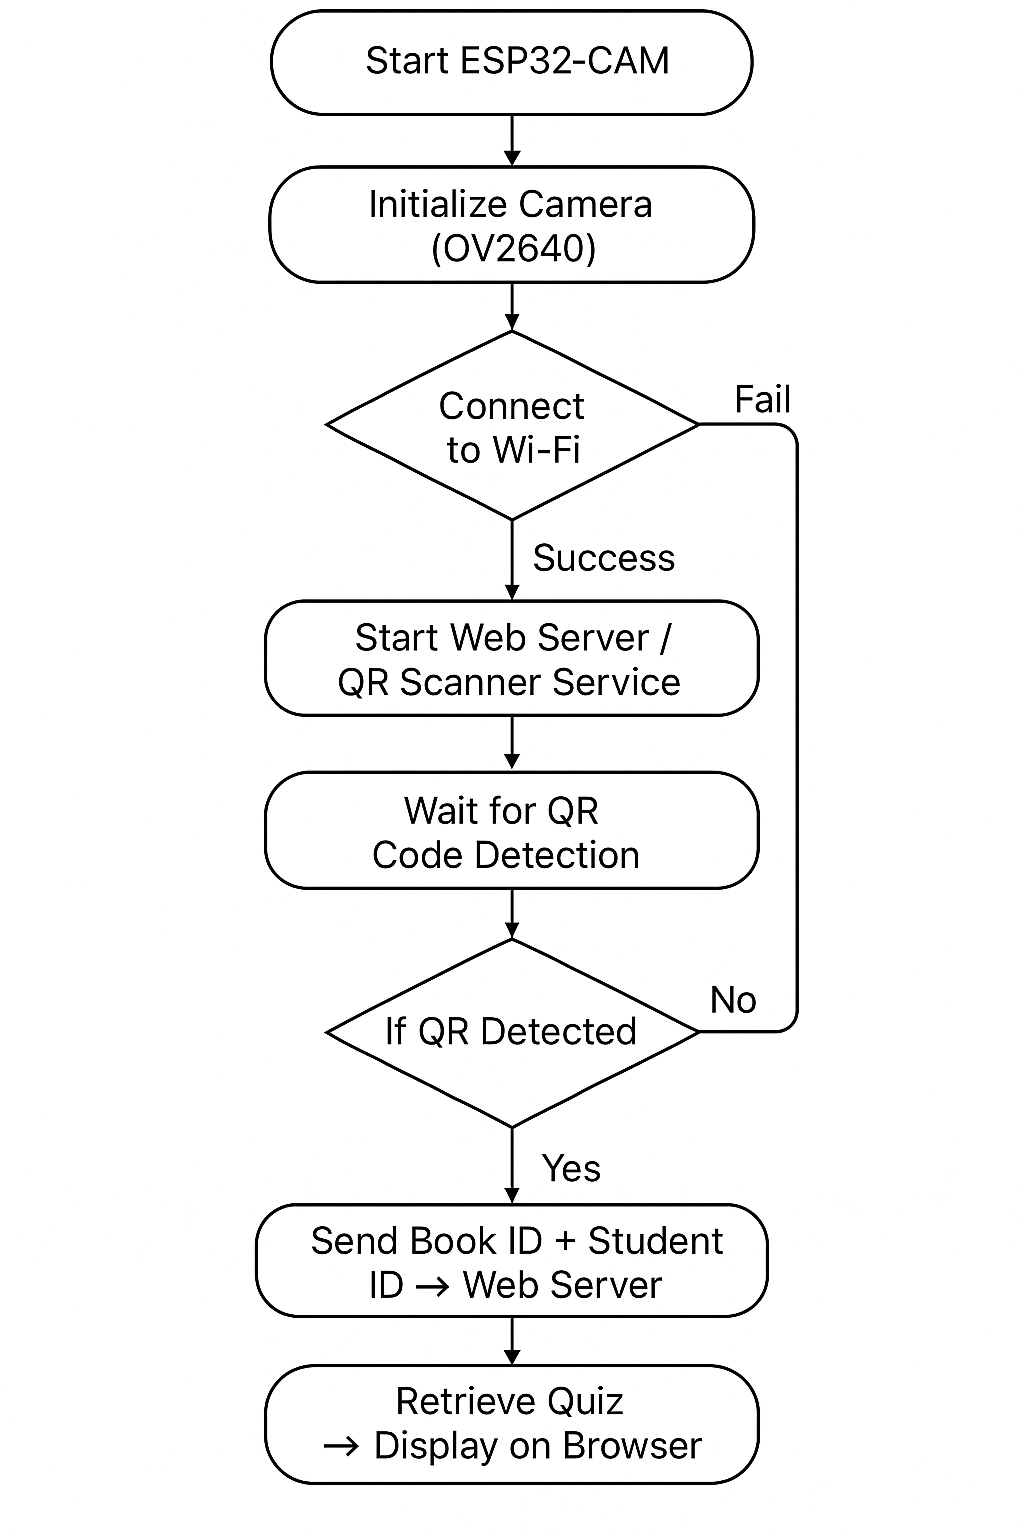 Start ESP32-CAM
Initialize Camera
(OV2640)
Connect
to Wi-Fi
Fail
Success
Start Web Server /
QR Scanner Service
Wait for QR
Code Detection
If QR Detected
No
Yes
Send Book ID + Student
ID → Web Server
Retrieve Quiz
→ Display on Browser